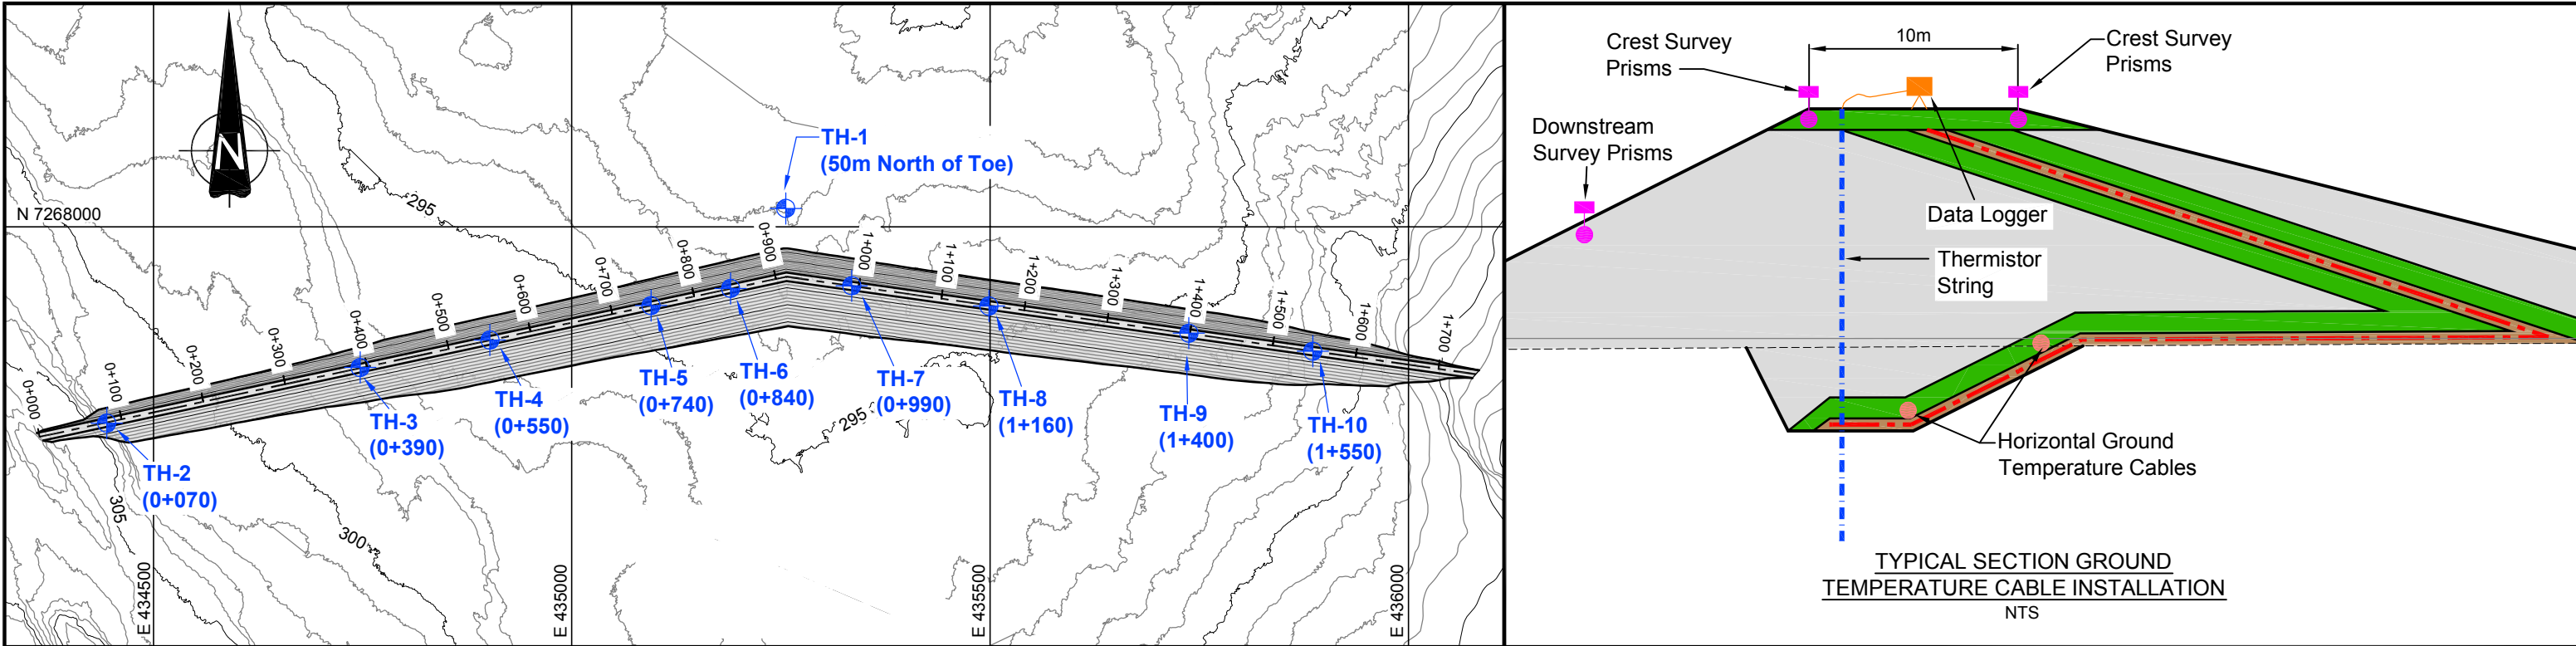 N
N 7268000
295
TH-1
(50m North of Toe)
0+000
0+100
0+200
0+300
0+400
0+500
0+600
0+700
0+800
0+900
1+000
1+100
1+200
1+300
1+400
1+500
1+600
1+700
TH-2
(0+070)
TH-3
(0+390)
TH-4
(0+550)
TH-5
(0+740)
TH-6
(0+840)
TH-7
(0+990)
TH-8
(1+160)
TH-9
(1+400)
TH-10
(1+550)
295
305
300
E 434500
E 435000
E 435500
E 436000
Crest Survey
Prisms
10m
Crest Survey
Prisms
Downstream
Survey Prisms
Data Logger
Thermistor
String
Horizontal Ground
Temperature Cables
TYPICAL SECTION GROUND
TEMPERATURE CABLE INSTALLATION
NTS